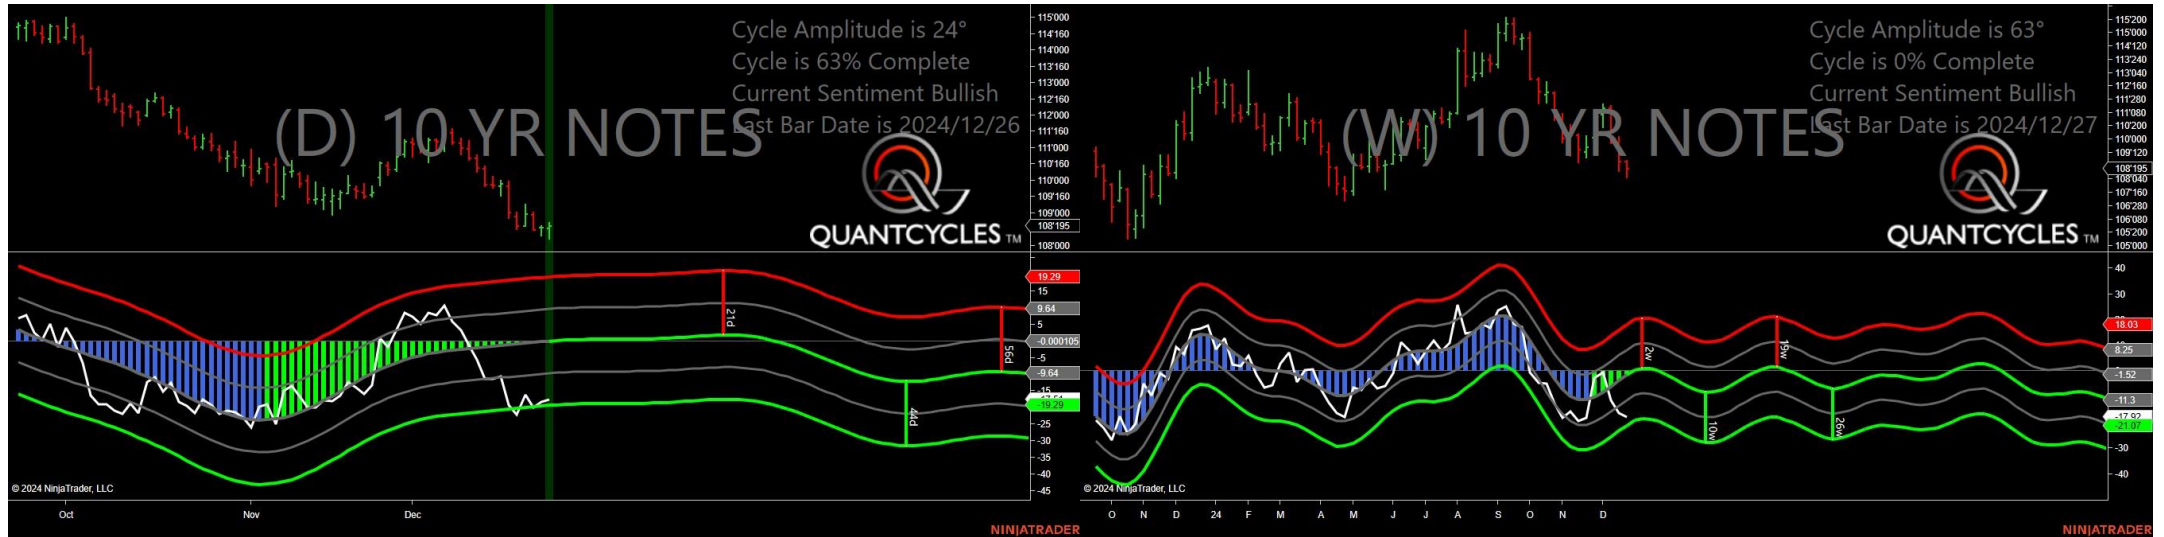 Cycle Amplitude is 24°
Cycle is 63% Complete
Current Sentiment Bullish
Last Bar Date is 2024/12/26
(D) 10 YR NOTES
QUANTCYCLES TM
115'000
114'160
114'000
113'160
113'000
112'160
112'000
111'160
111'000
110'160
110'000
109'160
109'000
108'195
108'000
19.29
15
9.64
5
-0.000105
-5
-9.64
-15
-19.29
-25
-30
-35
-40
-45
21d
44d
56d
© 2024 NinjaTrader, LLC
Oct
Nov
Dec
NINJATRADER
Cycle Amplitude is 63°
Cycle is 0% Complete
Current Sentiment Bullish
Last Bar Date is 2024/12/27
(W) 10 YR NOTES
QUANTCYCLES TM
115'200
115'000
114'120
113'240
113'040
112'160
111'280
111'080
110'200
110'000
109'120
108'195
108'040
107'160
106'280
106'080
105'200
105'000
40
30
18.03
8.25
-1.52
-11.3
-17.92
-21.07
-30
-40
2w
10w
19w
26w
© 2024 NinjaTrader, LLC
O N D 24 F M A M J J A S O N D
NINJATRADER